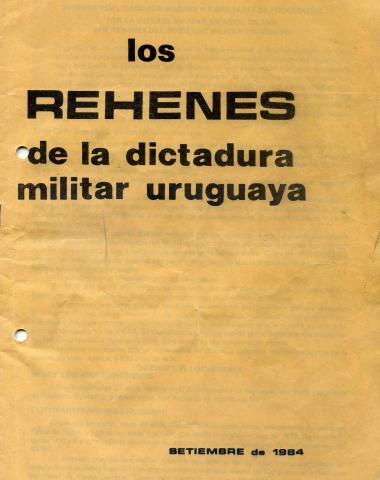 los
REHENES
de la dictadura
militar uruguaya
SETIEMBRE de 1984